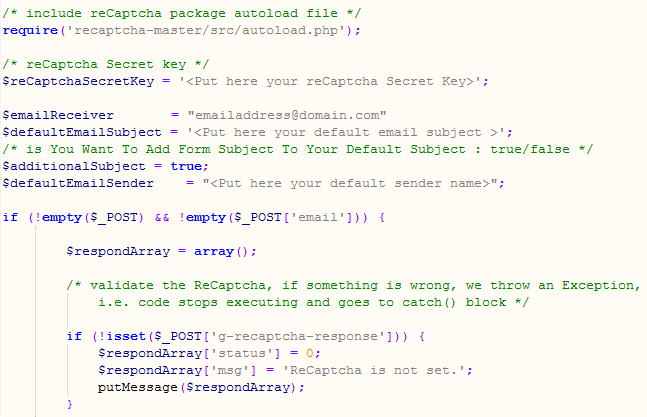 /* include reCaptcha package autoload file */
require('recaptcha-master/src/autoload.php');
/* reCaptcha Secret key */
$reCaptchaSecretKey = '<Put here your reCaptcha Secret Key>';
$emailReceiver       = "emailaddress@domain.com"
$defaultEmailSubject = '<Put here your default email subject >';
/* is You Want To Add Form Subject To Your Default Subject : true/false */
$additionalSubject = true;
$defaultEmailSender    = "<Put here your default sender name>";
if (!empty($_POST) && !empty($_POST['email'])) {
$respondArray = array();
/* validate the ReCaptcha, if something is wrong, we throw an Exception,
i.e. code stops executing and goes to catch() block */
if (!isset($_POST['g-recaptcha-response'])) {
$respondArray['status'] = 0;
$respondArray['msg'] = 'ReCaptcha is not set.';
putMessage($respondArray);
}